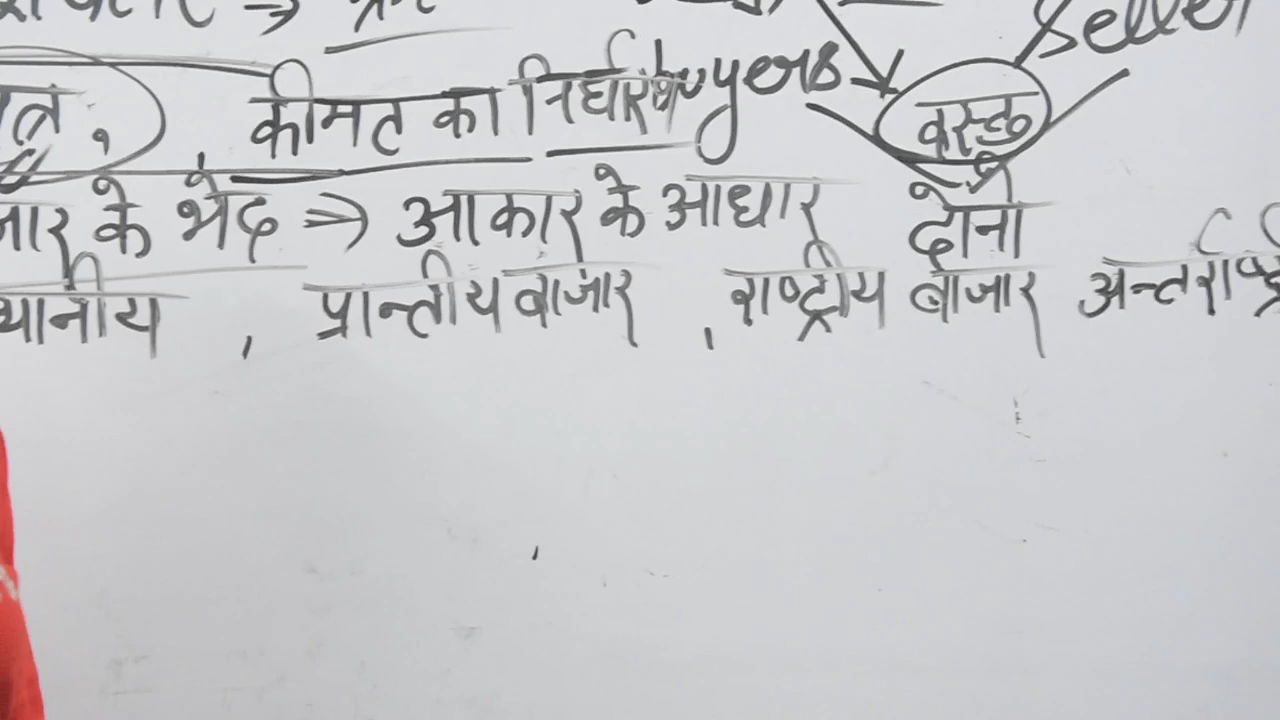 Seller
कीमत का निर्धारण Buyers वस्तु
जार के भेद ⇒ आकार के आधार दोनो
थानीय , प्रान्तीय बाजार , राष्ट्रीय बाजार अन्तर्राष्ट्री